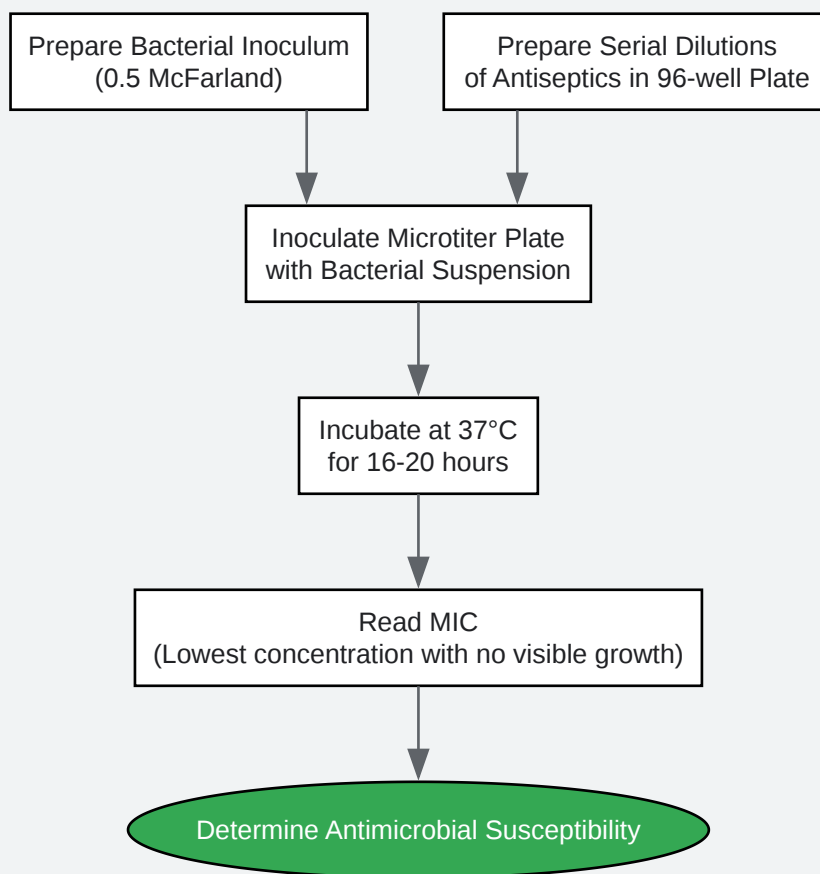 Prepare Bacterial Inoculum
(0.5 McFarland)
Prepare Serial Dilutions
of Antiseptics in 96-well Plate
Inoculate Microtiter Plate
with Bacterial Suspension
Incubate at 37°C
for 16-20 hours
Read MIC
(Lowest concentration with no visible growth)
Determine Antimicrobial Susceptibility